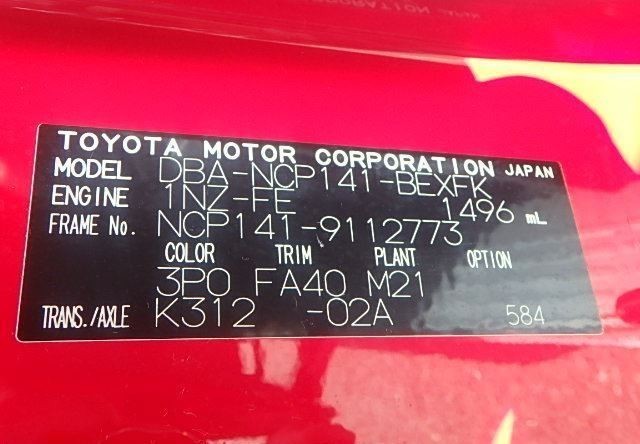 TOYOTA MOTOR CORPORATION JAPAN
MODEL DBA-NCP141-BEXFK
ENGINE 1NZ-FE 1496 mL
FRAME No. NCP141-9112773
COLOR TRIM PLANT OPTION
3P0 FA40 M21
TRANS./AXLE K312 -02A 584